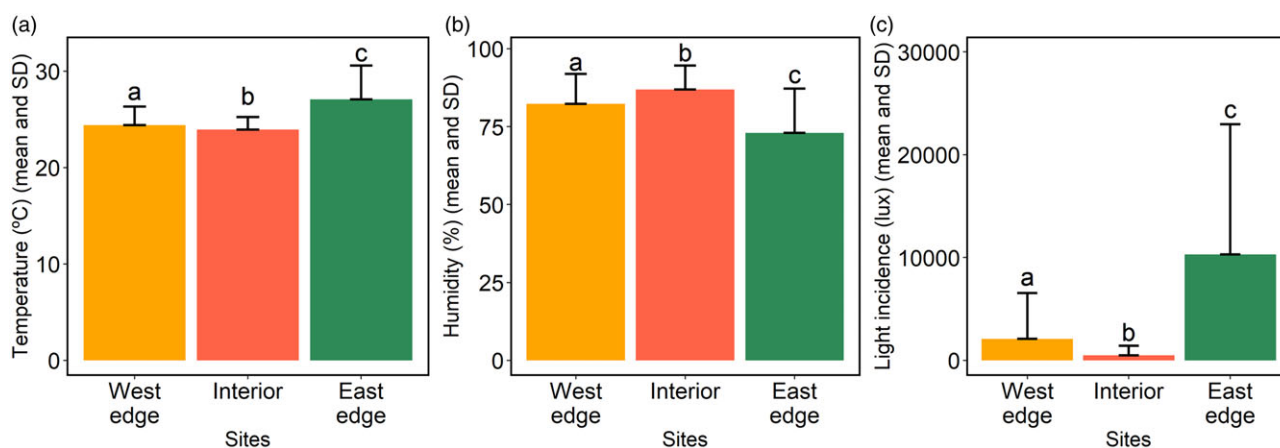 (a)
Temperature (ºC) (mean and SD)
30
20
10
0
a
b
c
West
edge
Interior
East
edge
Sites
(b)
Humidity (%) (mean and SD)
100
75
50
25
0
a
b
c
West
edge
Interior
East
edge
Sites
(c)
Light incidence (lux) (mean and SD)
30000
20000
10000
0
a
b
c
West
edge
Interior
East
edge
Sites